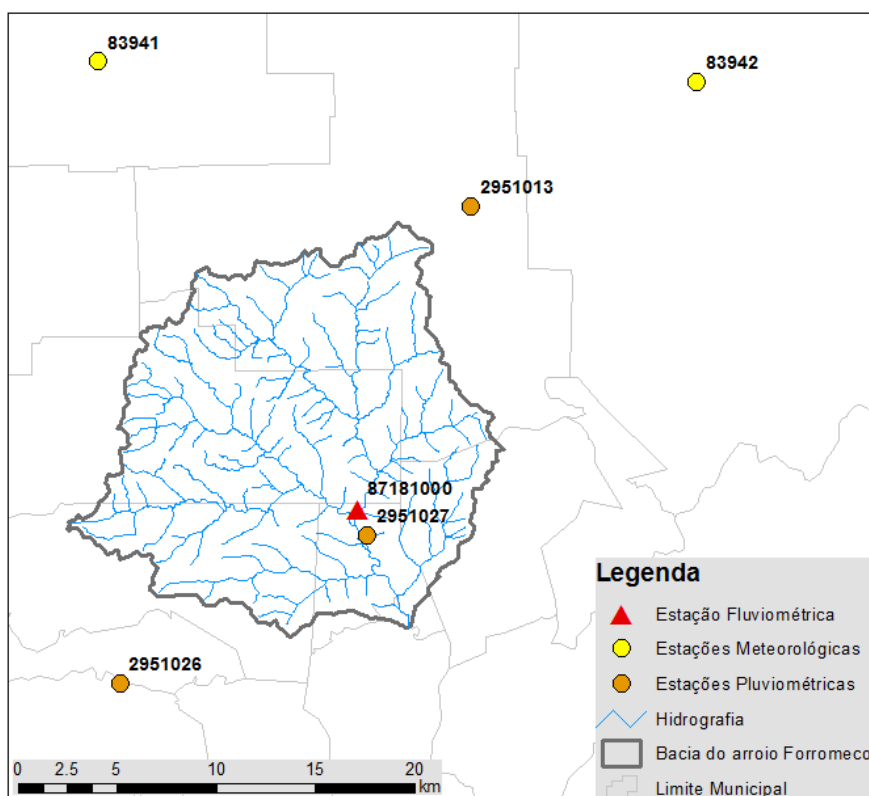 83941
83942
2951013
87181000
2951027
2951026
Legenda
Estação Fluviométrica
Estações Meteorológicas
Estações Pluviométricas
Hidrografia
Bacia do arroio Forromeco
Limite Municipal
0 2.5 5 10 15 20
km